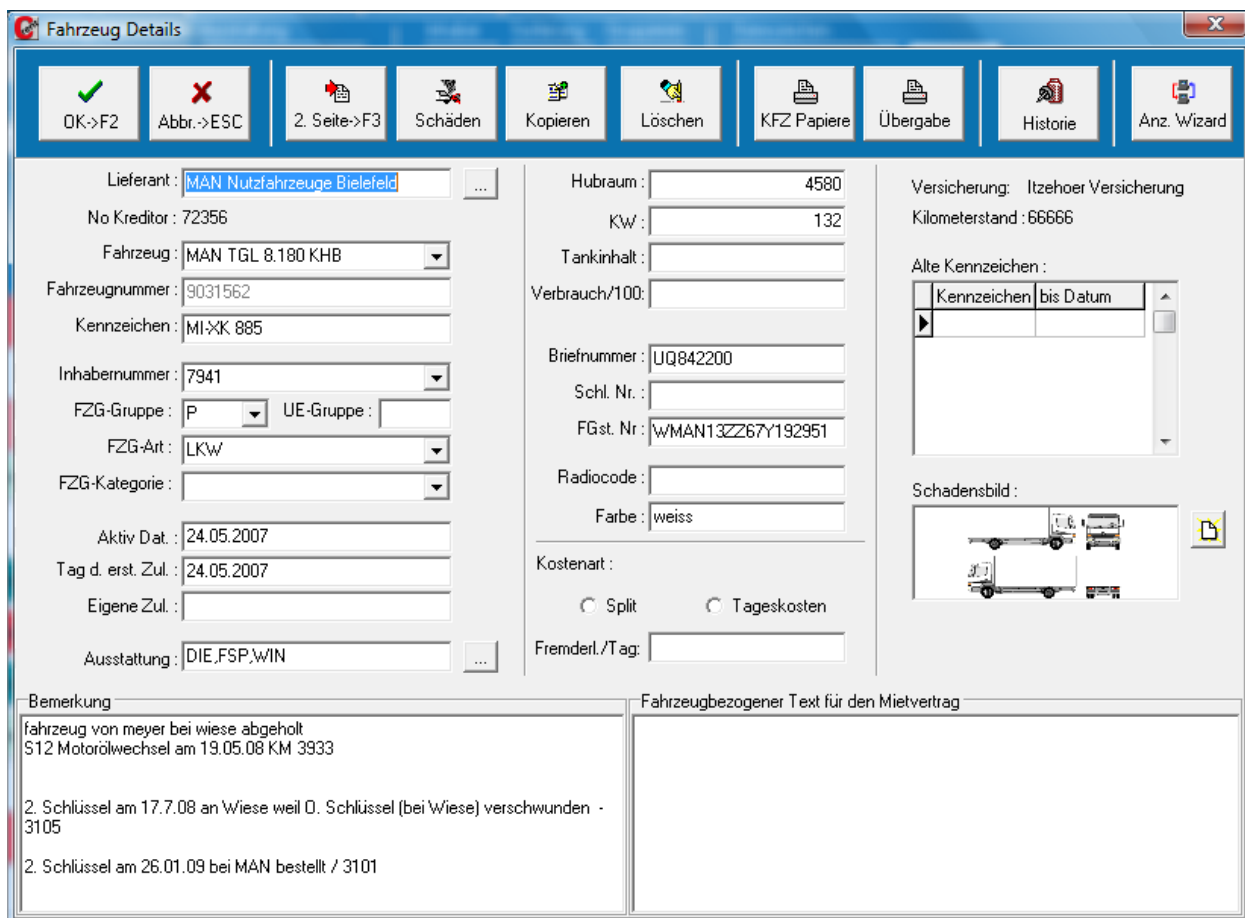 Fahrzeug Details
OK->F2 Abbr.->ESC 2. Seite->F3 Schäden Kopieren Löschen KFZ Papiere Übergabe Historie Anz. Wizard
Lieferant : MAN Nutzfahrzeuge Bielefeld ...
No Kreditor : 72356
Fahrzeug : MAN TGL 8.180 KHB
Fahrzeugnummer : 9031562
Kennzeichen : MI-XK 885
Inhabernummer : 7941
FZG-Gruppe : P UE-Gruppe :
FZG-Art : LKW
FZG-Kategorie :
Aktiv Dat. : 24.05.2007
Tag d. erst. Zul. : 24.05.2007
Eigene Zul. :
Ausstattung : DIE,FSP,WIN ...
Hubraum : 4580
KW : 132
Tankinhalt :
Verbrauch/100:
Briefnummer : UQ842200
Schl. Nr. :
FGst. Nr : WMAN13ZZ67Y192951
Radiocode :
Farbe : weiss
Kostenart :
Split Tageskosten
Fremderl./Tag:
Versicherung: Itzehoer Versicherung
Kilometerstand : 66666
Alte Kennzeichen :
Kennzeichen bis Datum
Schadensbild :
Bemerkung
fahrzeug von meyer bei wiese abgeholt
S12 Motorölwechsel am 19.05.08 KM 3933
2. Schlüssel am 17.7.08 an Wiese weil O. Schlüssel (bei Wiese) verschwunden -
3105
2. Schlüssel am 26.01.09 bei MAN bestellt / 3101
Fahrzeugbezogener Text für den Mietvertrag